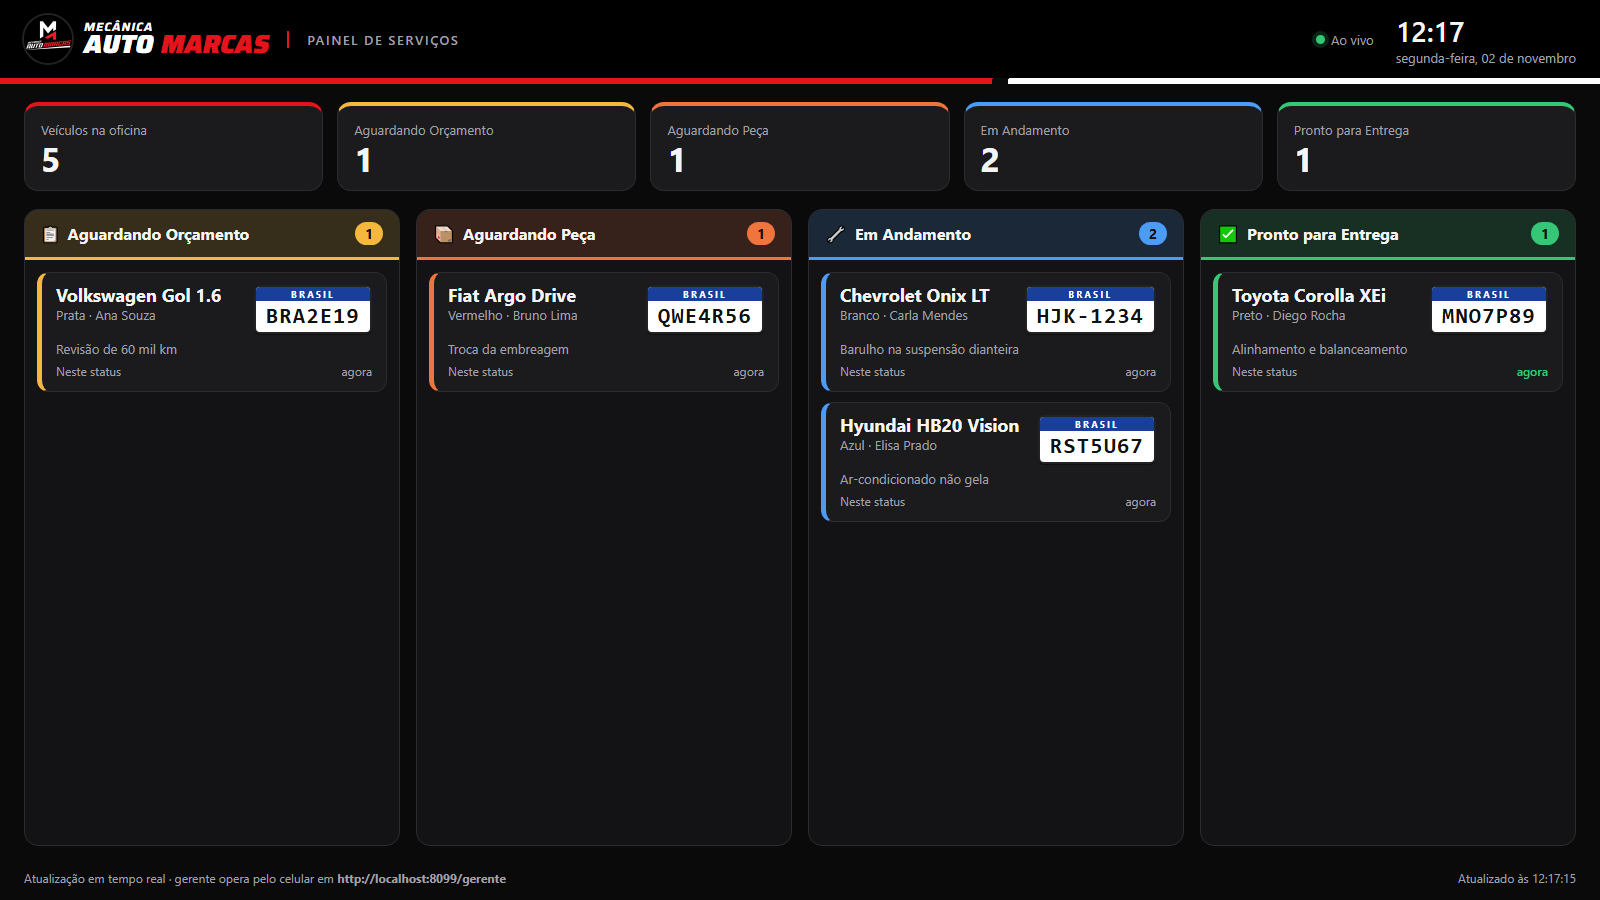 MECÂNICA
AUTO MARCAS
PAINEL DE SERVIÇOS
Ao vivo
12:17
segunda-feira, 02 de novembro
Veículos na oficina
5
Aguardando Orçamento
1
Aguardando Peça
1
Em Andamento
2
Pronto para Entrega
1
Aguardando Orçamento 1
Volkswagen Gol 1.6
Prata · Ana Souza
BRASIL
BRA2E19
Revisão de 60 mil km
Neste status agora
Aguardando Peça 1
Fiat Argo Drive
Vermelho · Bruno Lima
BRASIL
QWE4R56
Troca da embreagem
Neste status agora
Em Andamento 2
Chevrolet Onix LT
Branco · Carla Mendes
BRASIL
HJK-1234
Barulho na suspensão dianteira
Neste status agora
Hyundai HB20 Vision
Azul · Elisa Prado
BRASIL
RST5U67
Ar-condicionado não gela
Neste status agora
Pronto para Entrega 1
Toyota Corolla XEi
Preto · Diego Rocha
BRASIL
MNO7P89
Alinhamento e balanceamento
Neste status agora
Atualização em tempo real · gerente opera pelo celular em http://localhost:8099/gerente
Atualizado às 12:17:15